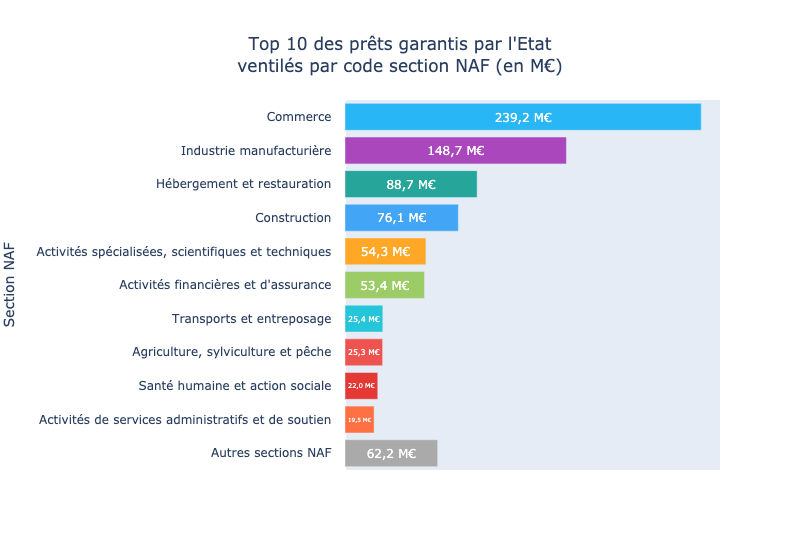 Top 10 des prêts garantis par l'Etat
ventilés par code section NAF (en M€)
Section NAF
Commerce 239,2 M€
Industrie manufacturière 148,7 M€
Hébergement et restauration 88,7 M€
Construction 76,1 M€
Activités spécialisées, scientifiques et techniques 54,3 M€
Activités financières et d'assurance 53,4 M€
Transports et entreposage 25,4 M€
Agriculture, sylviculture et pêche 25,3 M€
Santé humaine et action sociale 22,0 M€
Activités de services administratifs et de soutien 19,5 M€
Autres sections NAF 62,2 M€